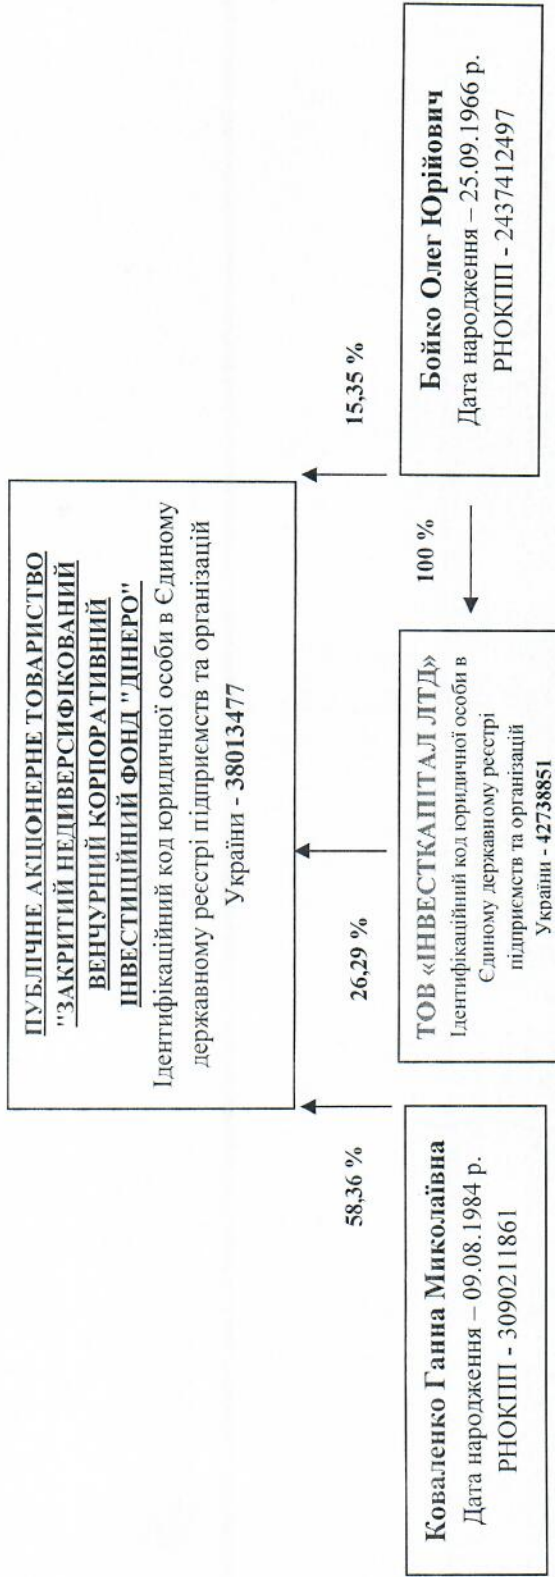 ПУБЛІЧНЕ АКЦІОНЕРНЕ ТОВАРИСТВО
"ЗАКРИТИЙ НЕДИВЕРСИФІКОВАНИЙ
ВЕНЧУРНИЙ КОРПОРАТИВНИЙ
ІНВЕСТИЦІЙНИЙ ФОНД "ДІНЕРО"
Ідентифікаційний код юридичної особи в Єдиному
державному реєстрі підприємств та організацій
України - 38013477
58,36 %
26,29 %
15,35 %
Коваленко Ганна Миколаївна
Дата народження – 09.08.1984 р.
РНОКПП - 3090211861
ТОВ «ІНВЕСТКАПІТАЛ ЛТД»
Ідентифікаційний код юридичної особи в
Єдиному державному реєстрі
підприємств та організацій
України - 42738851
100 %
Бойко Олег Юрійович
Дата народження – 25.09.1966 р.
РНОКПП - 2437412497